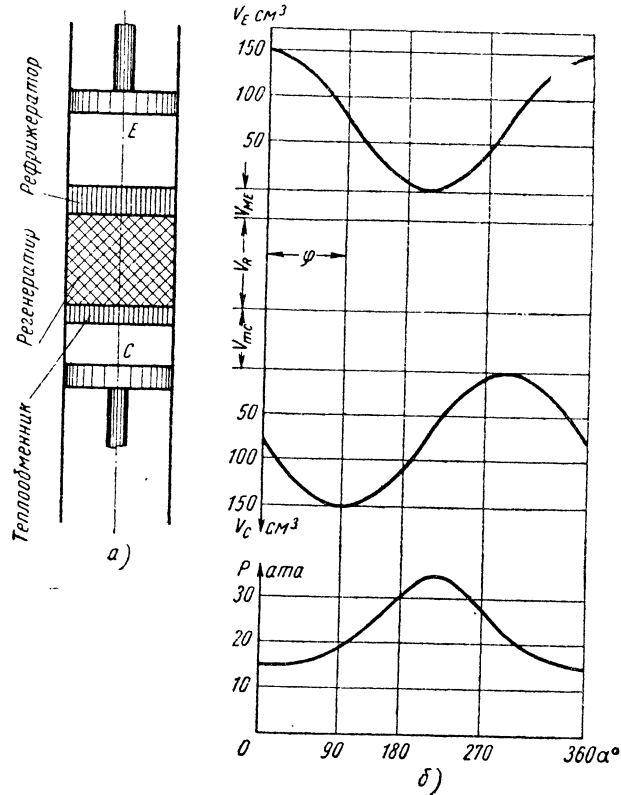 Рефрижератор
Регенератор
Теплообменник
E
C
а)
V_E см³
150
100
50
V_ME
V_R
V_mC
φ
50
100
150
V_C см³
P ата
30
20
10
0
90
180
270
360 α°
б)